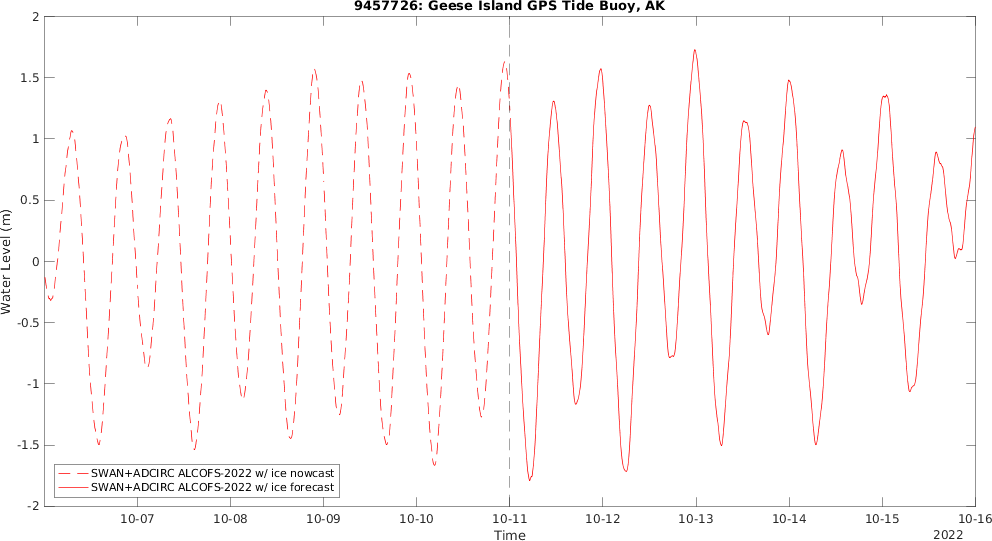 9457726: Geese Island GPS Tide Buoy, AK
2
1.5
1
0.5
0
-0.5
-1
-1.5
-2
Water Level (m)
SWAN+ADCIRC ALCOFS-2022 w/ ice nowcast
SWAN+ADCIRC ALCOFS-2022 w/ ice forecast
10-07 10-08 10-09 10-10 10-11 10-12 10-13 10-14 10-15 10-16
Time 2022